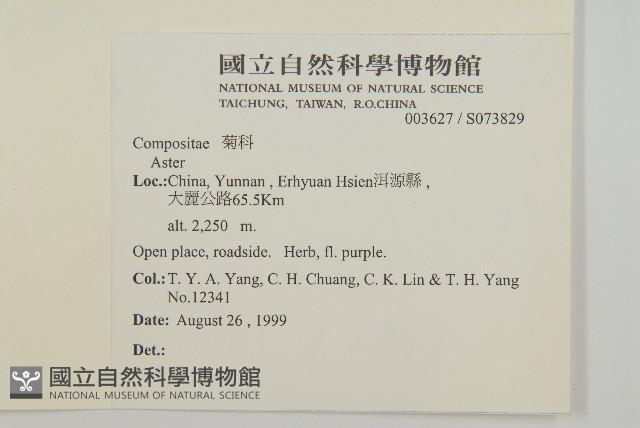 國立自然科學博物館
NATIONAL MUSEUM OF NATURAL SCIENCE
TAICHUNG, TAIWAN, R.O.CHINA
003627 / S073829
Compositae 菊科
Aster
Loc.:China, Yunnan , Erhyuan Hsien洱源縣 ,
大麗公路65.5Km
alt. 2,250 m.
Open place, roadside. Herb, fl. purple.
Col.: T. Y. A. Yang, C. H. Chuang, C. K. Lin & T. H. Yang
No.12341
Date: August 26 , 1999
Det.:
國立自然科學博物館
NATIONAL MUSEUM OF NATURAL SCIENCE